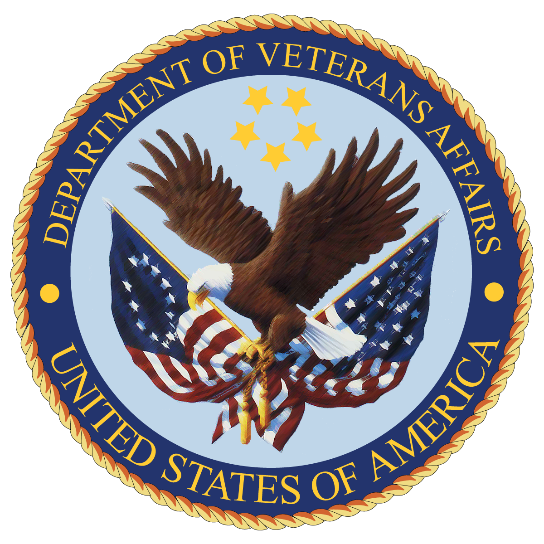 DEPARTMENT OF VETERANS AFFAIRS
UNITED STATES OF AMERICA